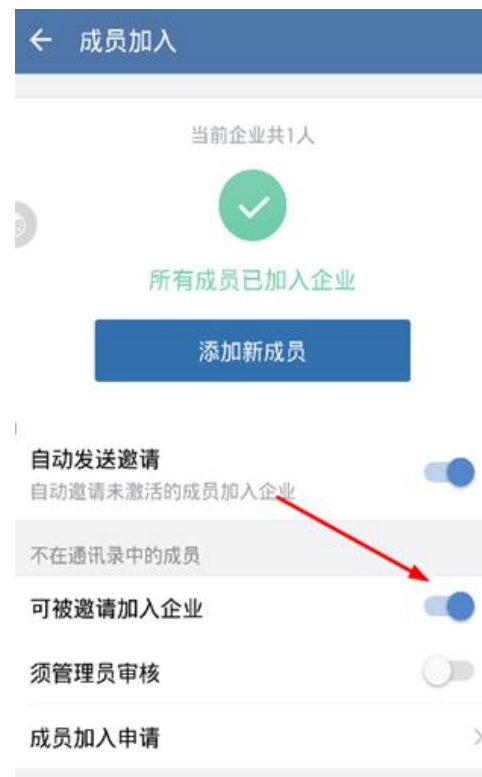 成员加入
当前企业共1人
所有成员已加入企业
添加新成员
自动发送邀请
自动邀请未激活的成员加入企业
不在通讯录中的成员
可被邀请加入企业
须管理员审核
成员加入申请